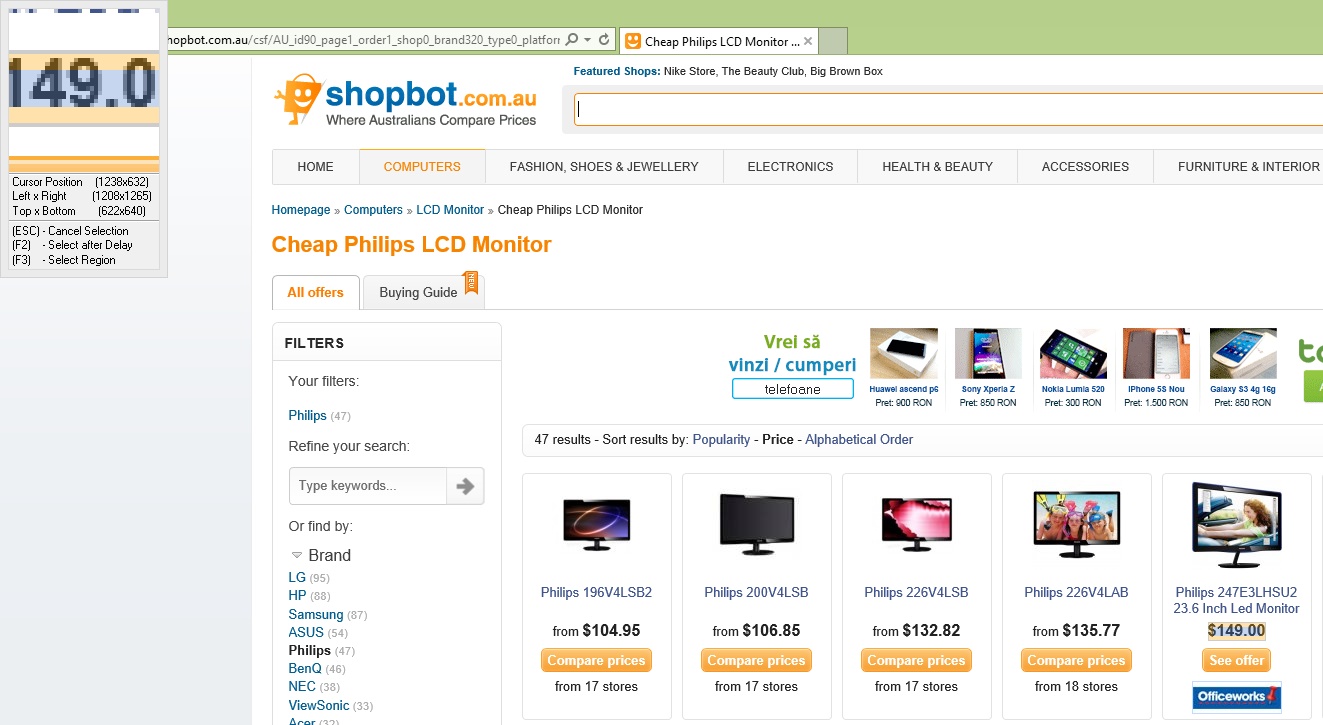 149.0
Cursor Position (1238x632)
Left x Right (1208x1265)
Top x Bottom (622x640)
(ESC) - Cancel Selection
(F2) - Select after Delay
(F3) - Select Region
hopbot.com.au/csf/AU_id90_page1_order1_shop0_brand320_type0_platforr
Cheap Philips LCD Monitor ...
Featured Shops: Nike Store, The Beauty Club, Big Brown Box
shopbot.com.au
Where Australians Compare Prices
HOME COMPUTERS FASHION, SHOES & JEWELLERY ELECTRONICS HEALTH & BEAUTY ACCESSORIES FURNITURE & INTERIOR
Homepage » Computers » LCD Monitor » Cheap Philips LCD Monitor
Cheap Philips LCD Monitor
All offers Buying Guide NEW
FILTERS
Your filters:
Philips (47)
Refine your search:
Type keywords...
Or find by:
Brand
LG (95)
HP (88)
Samsung (87)
ASUS (54)
Philips (47)
BenQ (46)
NEC (38)
ViewSonic (33)
Acer (32)
Vrei să
vinzi / cumperi
telefoane
Huawei ascend p6
Pret: 900 RON
Sony Xperia Z
Pret: 850 RON
Nokia Lumia 520
Pret: 300 RON
iPhone 5S Nou
Pret: 1.500 RON
Galaxy S3 4g 16g
Pret: 850 RON
47 results - Sort results by: Popularity - Price - Alphabetical Order
Philips 196V4LSB2
from $104.95
Compare prices
from 17 stores
Philips 200V4LSB
from $106.85
Compare prices
from 17 stores
Philips 226V4LSB
from $132.82
Compare prices
from 17 stores
Philips 226V4LAB
from $135.77
Compare prices
from 18 stores
Philips 247E3LHSU2
23.6 Inch Led Monitor
$149.00
See offer
Officeworks